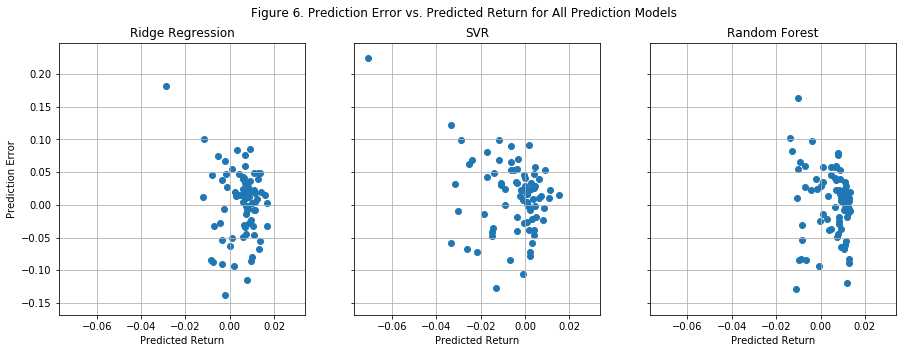 Figure 6. Prediction Error vs. Predicted Return for All Prediction Models
Ridge Regression
SVR
Random Forest
Prediction Error
0.20
0.15
0.10
0.05
0.00
−0.05
−0.10
−0.15
−0.06 −0.04 −0.02 0.00 0.02
−0.06 −0.04 −0.02 0.00 0.02
−0.06 −0.04 −0.02 0.00 0.02
Predicted Return
Predicted Return
Predicted Return